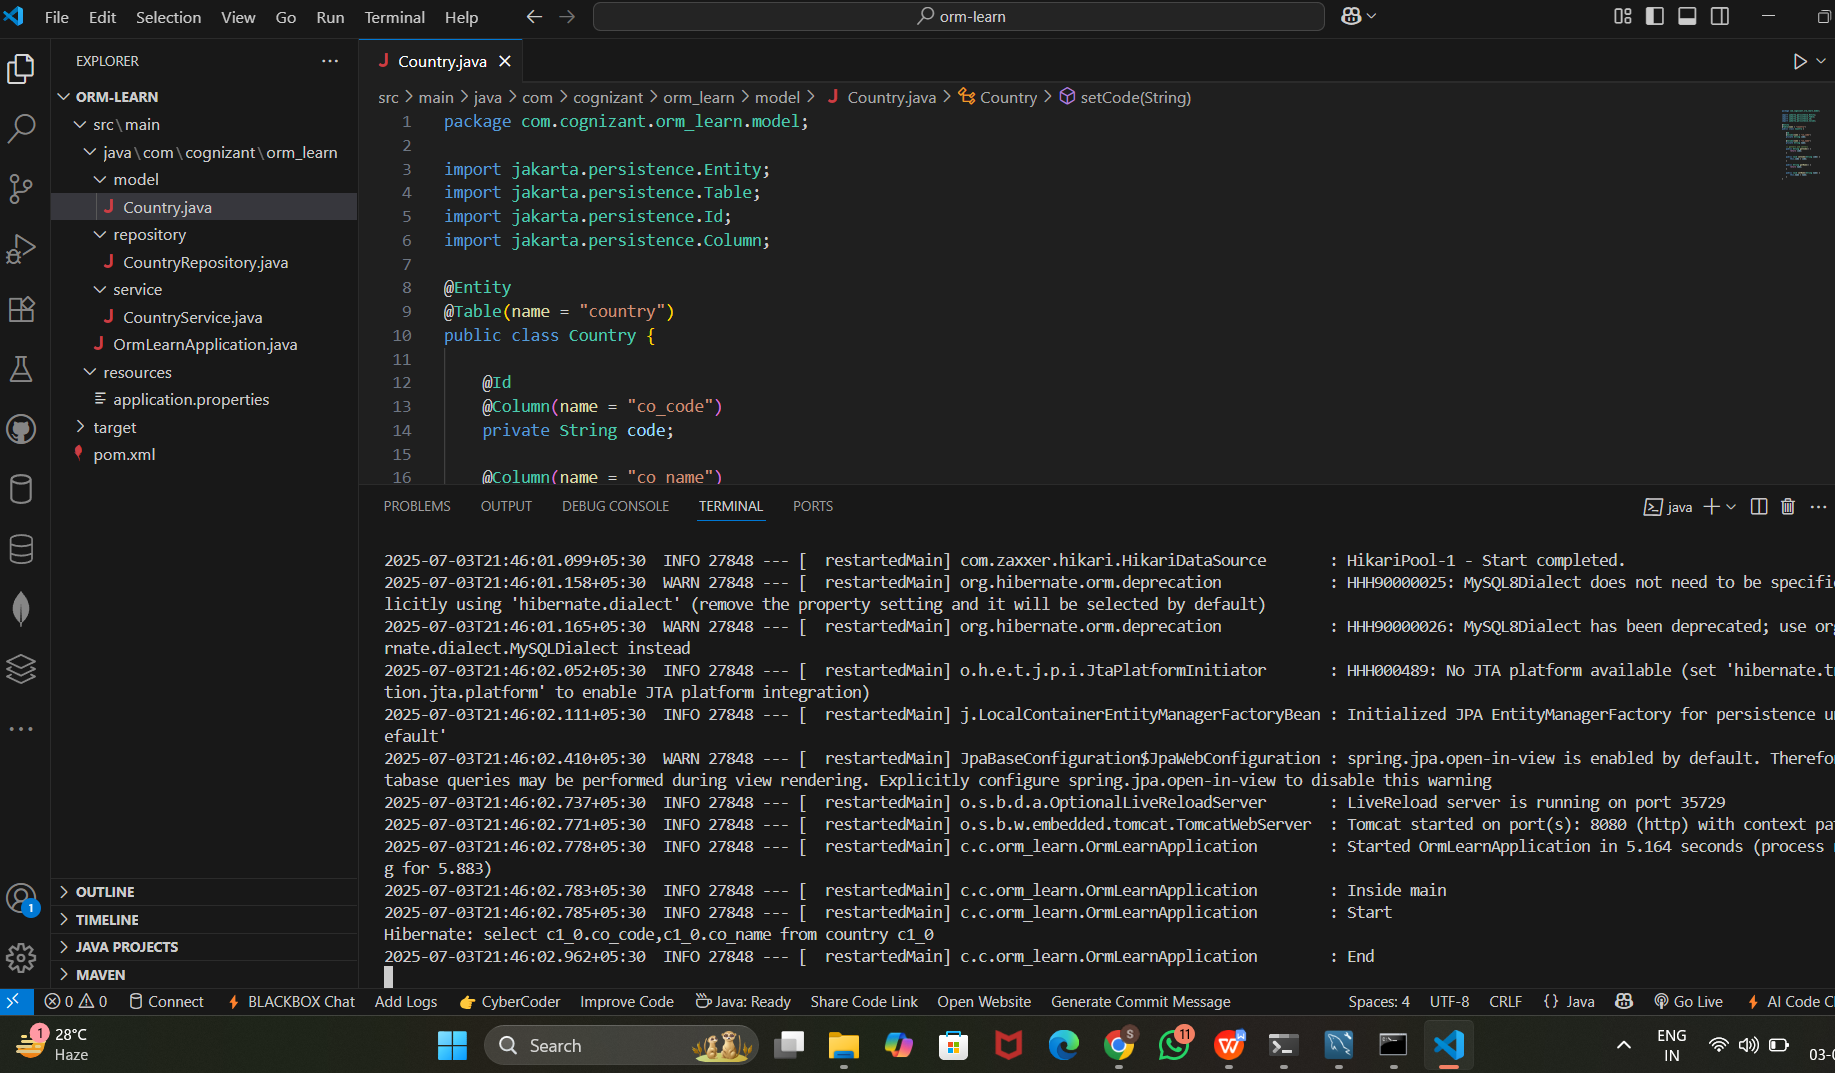 File Edit Selection View Go Run Terminal Help
orm-learn
EXPLORER
ORM-LEARN
src\main
java\com\cognizant\orm_learn
model
Country.java
repository
CountryRepository.java
service
CountryService.java
OrmLearnApplication.java
resources
application.properties
target
pom.xml
OUTLINE
TIMELINE
JAVA PROJECTS
MAVEN
Country.java
src > main > java > com > cognizant > orm_learn > model > Country.java > Country > setCode(String)
1 package com.cognizant.orm_learn.model;
2
3 import jakarta.persistence.Entity;
4 import jakarta.persistence.Table;
5 import jakarta.persistence.Id;
6 import jakarta.persistence.Column;
7
8 @Entity
9 @Table(name = "country")
10 public class Country {
11
12 @Id
13 @Column(name = "co_code")
14 private String code;
15
16 @Column(name = "co_name")
PROBLEMS OUTPUT DEBUG CONSOLE TERMINAL PORTS
java
2025-07-03T21:46:01.099+05:30 INFO 27848 --- [ restartedMain] com.zaxxer.hikari.HikariDataSource : HikariPool-1 - Start completed.
2025-07-03T21:46:01.158+05:30 WARN 27848 --- [ restartedMain] org.hibernate.orm.deprecation : HHH90000025: MySQL8Dialect does not need to be specifi
licitly using 'hibernate.dialect' (remove the property setting and it will be selected by default)
2025-07-03T21:46:01.165+05:30 WARN 27848 --- [ restartedMain] org.hibernate.orm.deprecation : HHH90000026: MySQL8Dialect has been deprecated; use or
rnate.dialect.MySQLDialect instead
2025-07-03T21:46:02.052+05:30 INFO 27848 --- [ restartedMain] o.h.e.t.j.p.i.JtaPlatformInitiator : HHH000489: No JTA platform available (set 'hibernate.t
tion.jta.platform' to enable JTA platform integration)
2025-07-03T21:46:02.111+05:30 INFO 27848 --- [ restartedMain] j.LocalContainerEntityManagerFactoryBean : Initialized JPA EntityManagerFactory for persistence u
efault'
2025-07-03T21:46:02.410+05:30 WARN 27848 --- [ restartedMain] JpaBaseConfiguration$JpaWebConfiguration : spring.jpa.open-in-view is enabled by default. Therefo
tabase queries may be performed during view rendering. Explicitly configure spring.jpa.open-in-view to disable this warning
2025-07-03T21:46:02.737+05:30 INFO 27848 --- [ restartedMain] o.s.b.d.a.OptionalLiveReloadServer : LiveReload server is running on port 35729
2025-07-03T21:46:02.771+05:30 INFO 27848 --- [ restartedMain] o.s.b.w.embedded.tomcat.TomcatWebServer : Tomcat started on port(s): 8080 (http) with context pa
2025-07-03T21:46:02.778+05:30 INFO 27848 --- [ restartedMain] c.c.orm_learn.OrmLearnApplication : Started OrmLearnApplication in 5.164 seconds (process
g for 5.883)
2025-07-03T21:46:02.783+05:30 INFO 27848 --- [ restartedMain] c.c.orm_learn.OrmLearnApplication : Inside main
2025-07-03T21:46:02.785+05:30 INFO 27848 --- [ restartedMain] c.c.orm_learn.OrmLearnApplication : Start
Hibernate: select c1_0.co_code,c1_0.co_name from country c1_0
2025-07-03T21:46:02.962+05:30 INFO 27848 --- [ restartedMain] c.c.orm_learn.OrmLearnApplication : End
0 0 Connect BLACKBOX Chat Add Logs CyberCoder Improve Code Java: Ready Share Code Link Open Website Generate Commit Message Spaces: 4 UTF-8 CRLF {} Java Go Live AI Code C
1
28°C
Haze
Search
11
ENG
IN
03-